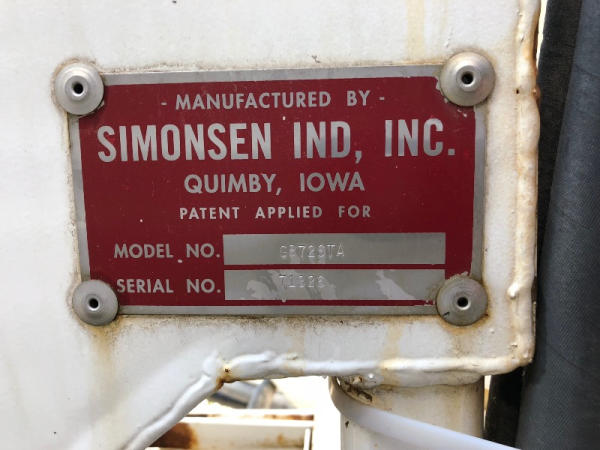 - MANUFACTURED BY -
SIMONSEN IND, INC.
QUIMBY, IOWA
PATENT APPLIED FOR
MODEL NO.
SERIAL NO.